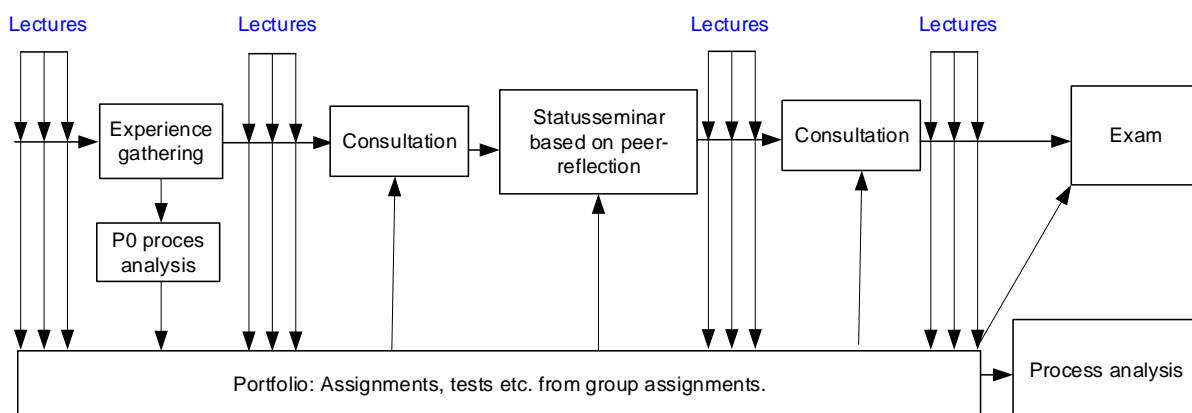 Lectures
Lectures
Lectures
Lectures
Experience
gathering
Consultation
Statusseminar
based on peer-
reflection
Consultation
Exam
P0 proces
analysis
Portfolio: Assignments, tests etc. from group assignments.
Process analysis